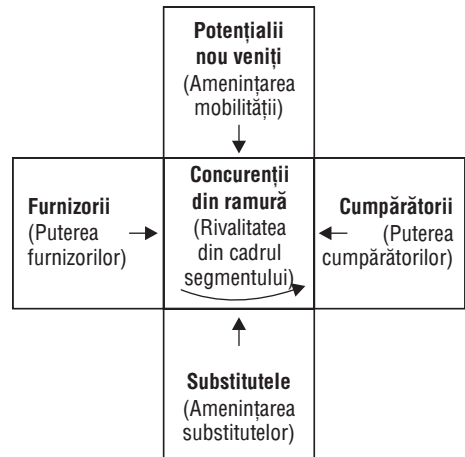 Potențialii
nou veniți
(Amenințarea
mobilității)
Furnizorii
(Puterea
furnizorilor)
Concurenții
din ramură
(Rivalitatea
din cadrul
segmentului)
Cumpărătorii
(Puterea
cumpărătorilor)
Substitutele
(Amenințarea
substitutelor)